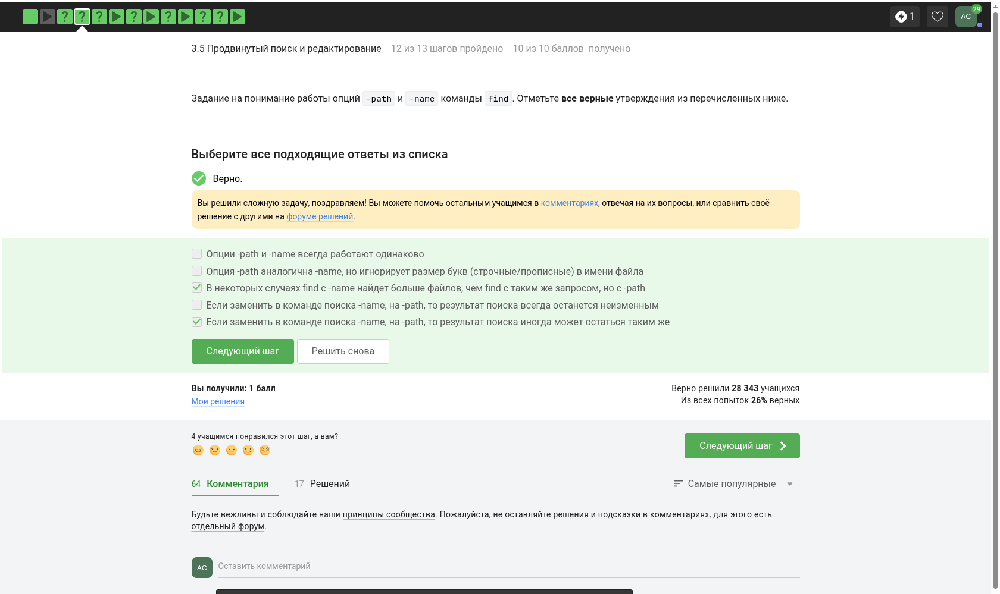 ? ? ? ? ? ? ?
1
AC
29
3.5 Продвинутый поиск и редактирование 12 из 13 шагов пройдено 10 из 10 баллов получено
Задание на понимание работы опций -path и -name команды find. Отметьте все верные утверждения из перечисленных ниже.
Выберите все подходящие ответы из списка
Верно.
Вы решили сложную задачу, поздравляем! Вы можете помочь остальным учащимся в комментариях, отвечая на их вопросы, или сравнить своё
решение с другими на форуме решений.
Опции -path и -name всегда работают одинаково
Опция -path аналогична -name, но игнорирует размер букв (строчные/прописные) в имени файла
В некоторых случаях find с -name найдет больше файлов, чем find с таким же запросом, но с -path
Если заменить в команде поиска -name, на -path, то результат поиска всегда останется неизменным
Если заменить в команде поиска -name, на -path, то результат поиска иногда может остаться таким же
Следующий шаг Решить снова
Вы получили: 1 балл
Мои решения
Верно решили 28 343 учащихся
Из всех попыток 26% верных
4 учащимся понравился этот шаг, а вам?
Следующий шаг
64 Комментария 17 Решений Самые популярные
Будьте вежливы и соблюдайте наши принципы сообщества. Пожалуйста, не оставляйте решения и подсказки в комментариях, для этого есть
отдельный форум.
AC Оставить комментарий